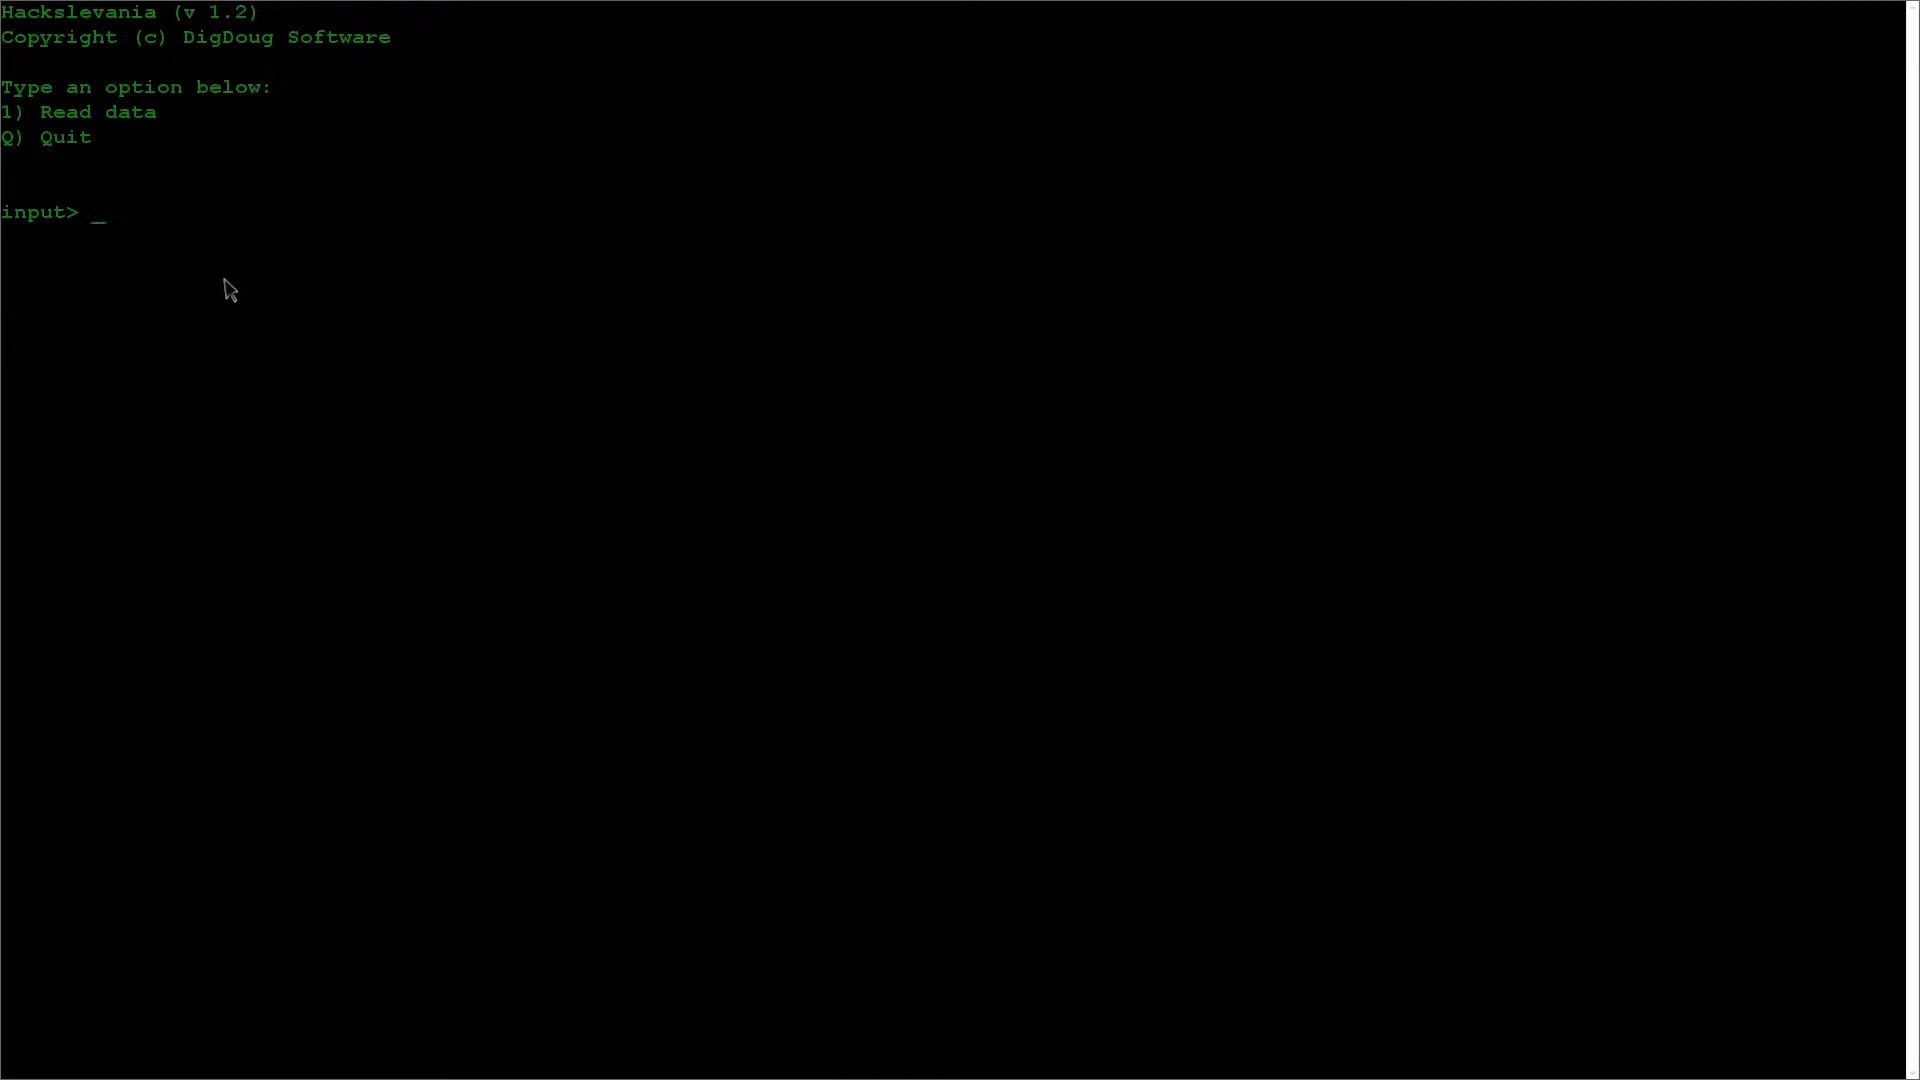 Hackslevania (v 1.2)
Copyright (c) DigDoug Software
Type an option below:
1) Read data
Q) Quit
input> _